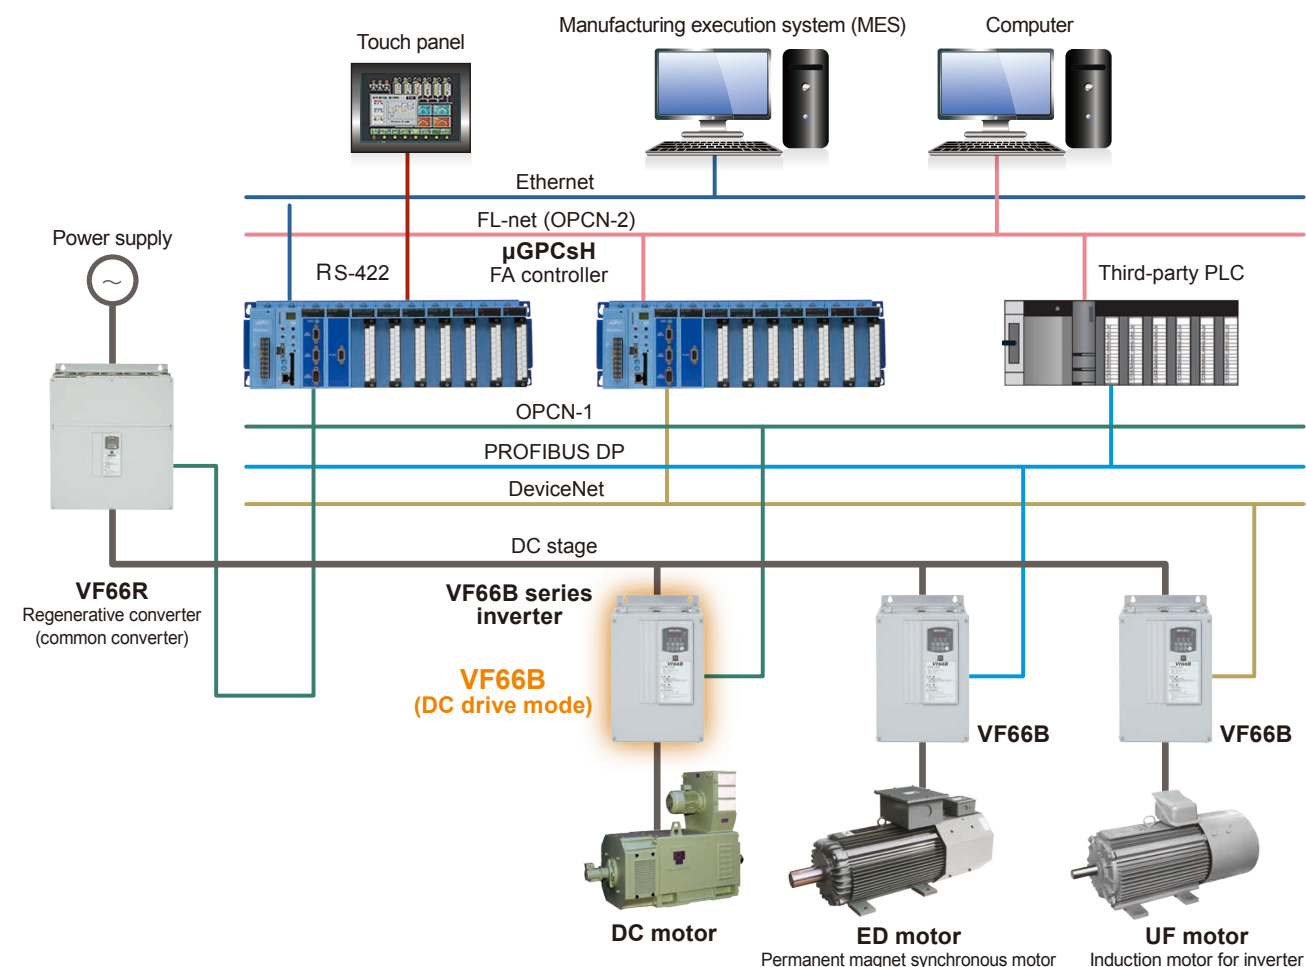 Manufacturing execution system (MES)
Computer
Touch panel
Ethernet
FL-net (OPCN-2)
Power supply
µGPCsH
FA controller
RS-422
Third-party PLC
OPCN-1
PROFIBUS DP
DeviceNet
DC stage
VF66R
Regenerative converter
(common converter)
VF66B series
inverter
VF66B
(DC drive mode)
VF66B
VF66B
VF66B
VF66B
VF66B
DC motor
ED motor
Permanent magnet synchronous motor
UF motor
Induction motor for inverter